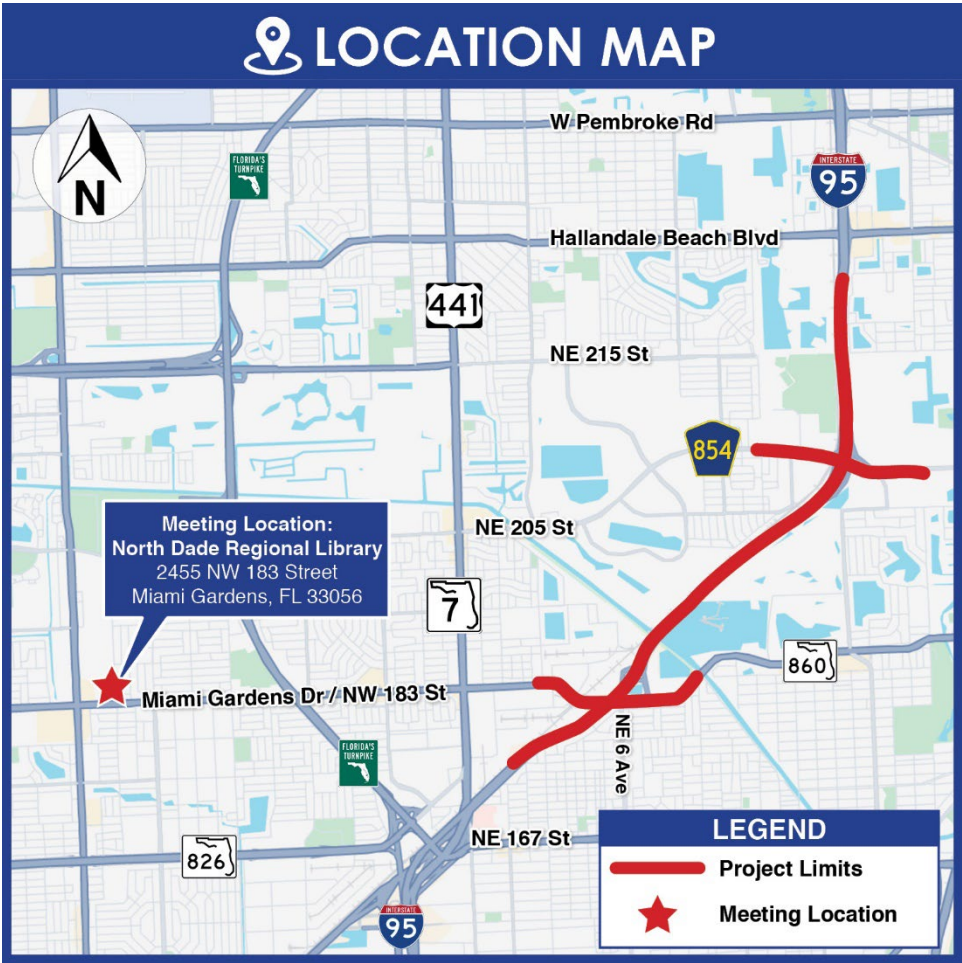 LOCATION MAP
N
FLORIDA'S
TURNPIKE
W Pembroke Rd
INTERSTATE
95
Hallandale Beach Blvd
441
NE 215 St
854
Meeting Location:
North Dade Regional Library
2455 NW 183 Street
Miami Gardens, FL 33056
NE 205 St
7
860
Miami Gardens Dr / NW 183 St
NE 6 Ave
FLORIDA'S
TURNPIKE
NE 167 St
826
INTERSTATE
95
LEGEND
Project Limits
Meeting Location